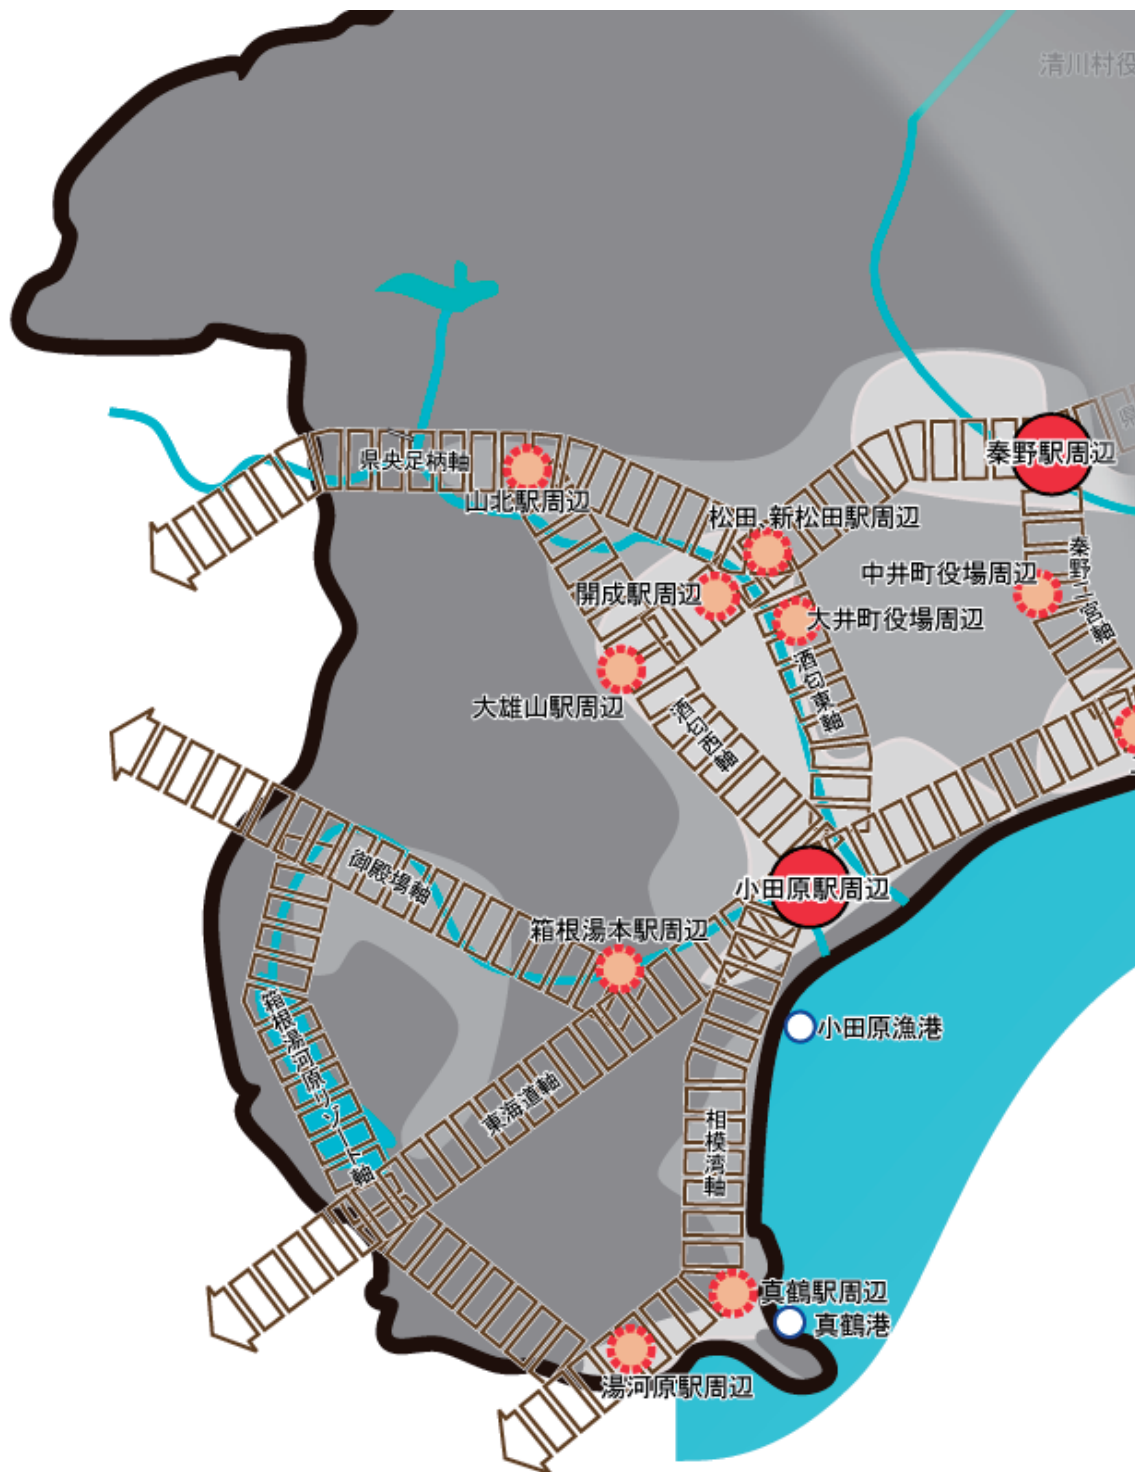 清川村役
県央足柄軸
山北駅周辺
秦野駅周辺
松田、新松田駅周辺
中井町役場周辺
秦野二宮軸
開成駅周辺
大井町役場周辺
酒匂東軸
大雄山駅周辺
酒匂西軸
御殿場軸
小田原駅周辺
箱根湯本駅周辺
箱根湯河原リゾート軸
小田原漁港
東海道軸
相模湾軸
真鶴駅周辺
真鶴港
湯河原駅周辺